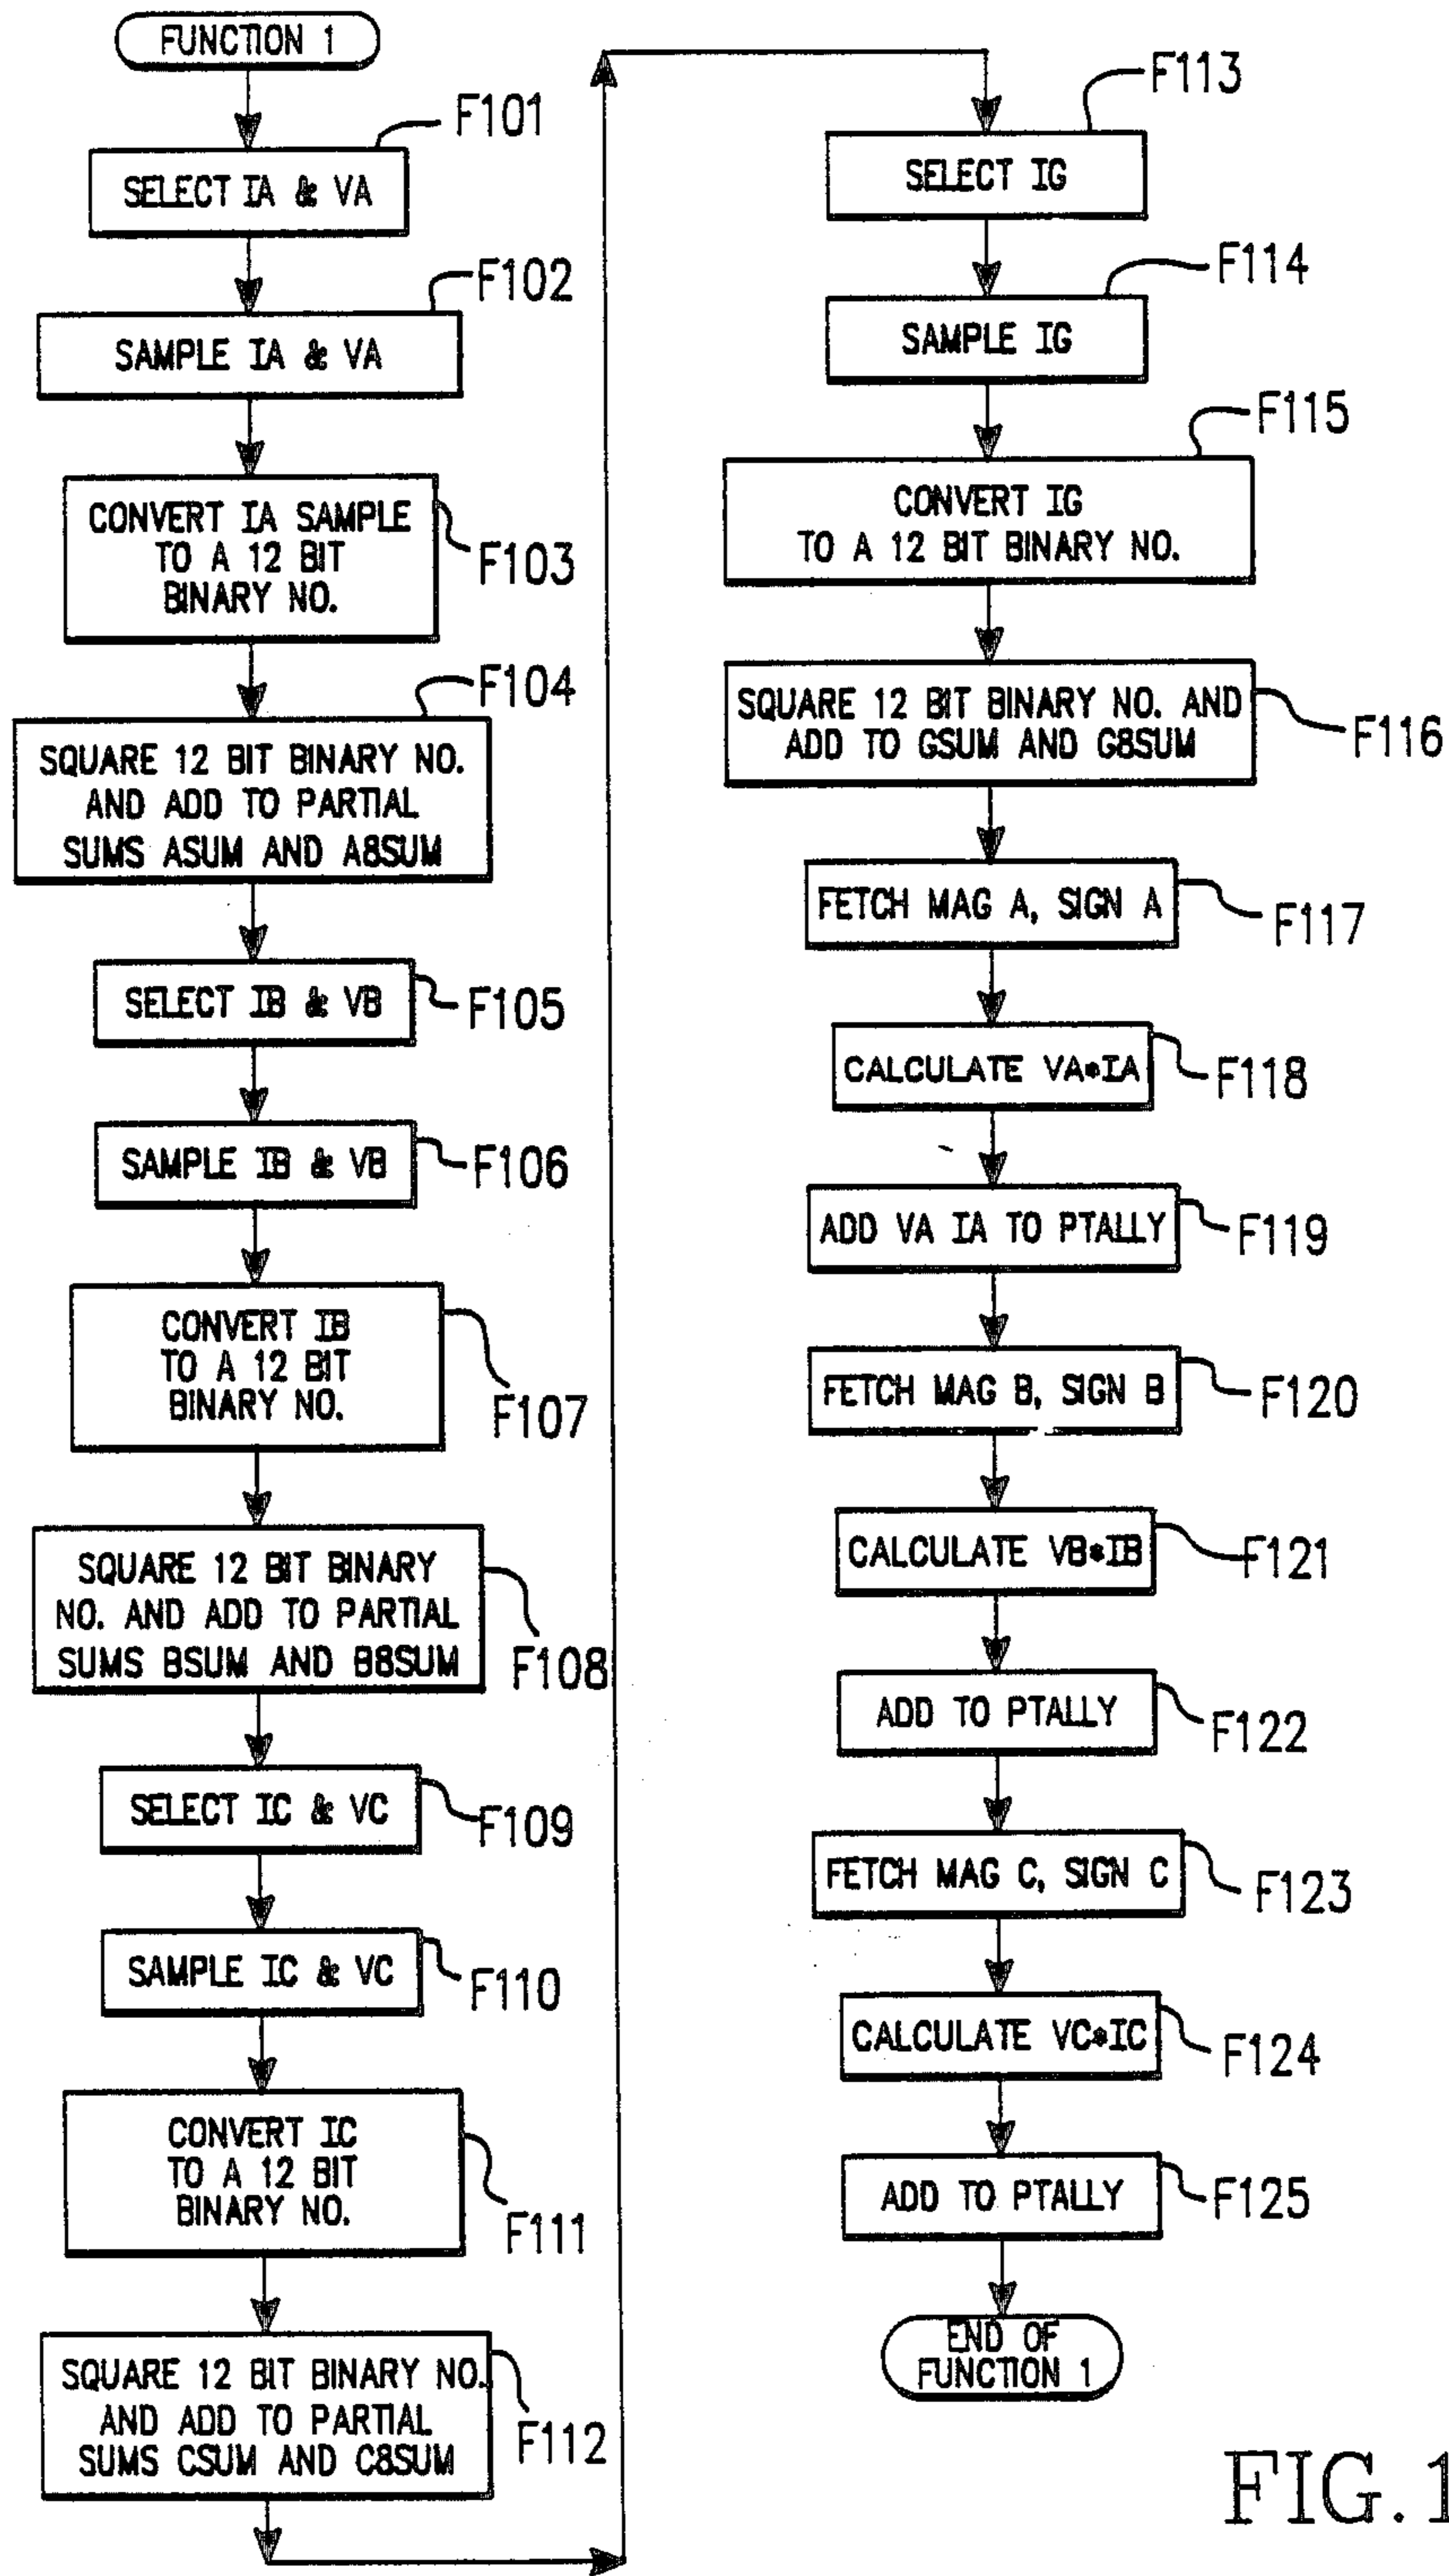 FUNCTION 1
F101
SELECT IA & VA
F102
SAMPLE IA & VA
CONVERT IA SAMPLE
TO A 12 BIT
BINARY NO.
F103
F104
SQUARE 12 BIT BINARY NO.
AND ADD TO PARTIAL
SUMS ASUM AND A8SUM
SELECT IB & VB
F105
SAMPLE IB & VB
F106
CONVERT IB
TO A 12 BIT
BINARY NO.
F107
SQUARE 12 BIT BINARY
NO. AND ADD TO PARTIAL
SUMS BSUM AND B8SUM
F108
SELECT IC & VC
F109
SAMPLE IC & VC
F110
CONVERT IC
TO A 12 BIT
BINARY NO.
F111
SQUARE 12 BIT BINARY NO.
AND ADD TO PARTIAL
SUMS CSUM AND C8SUM
F112
F113
SELECT IG
F114
SAMPLE IG
F115
CONVERT IG
TO A 12 BIT BINARY NO.
SQUARE 12 BIT BINARY NO. AND
ADD TO GSUM AND G8SUM
F116
FETCH MAG A, SIGN A
F117
CALCULATE VA*IA
F118
ADD VA IA TO PTALLY
F119
FETCH MAG B, SIGN B
F120
CALCULATE VB*IB
F121
ADD TO PTALLY
F122
FETCH MAG C, SIGN C
F123
CALCULATE VC*IC
F124
ADD TO PTALLY
F125
END OF
FUNCTION 1
FIG. 1